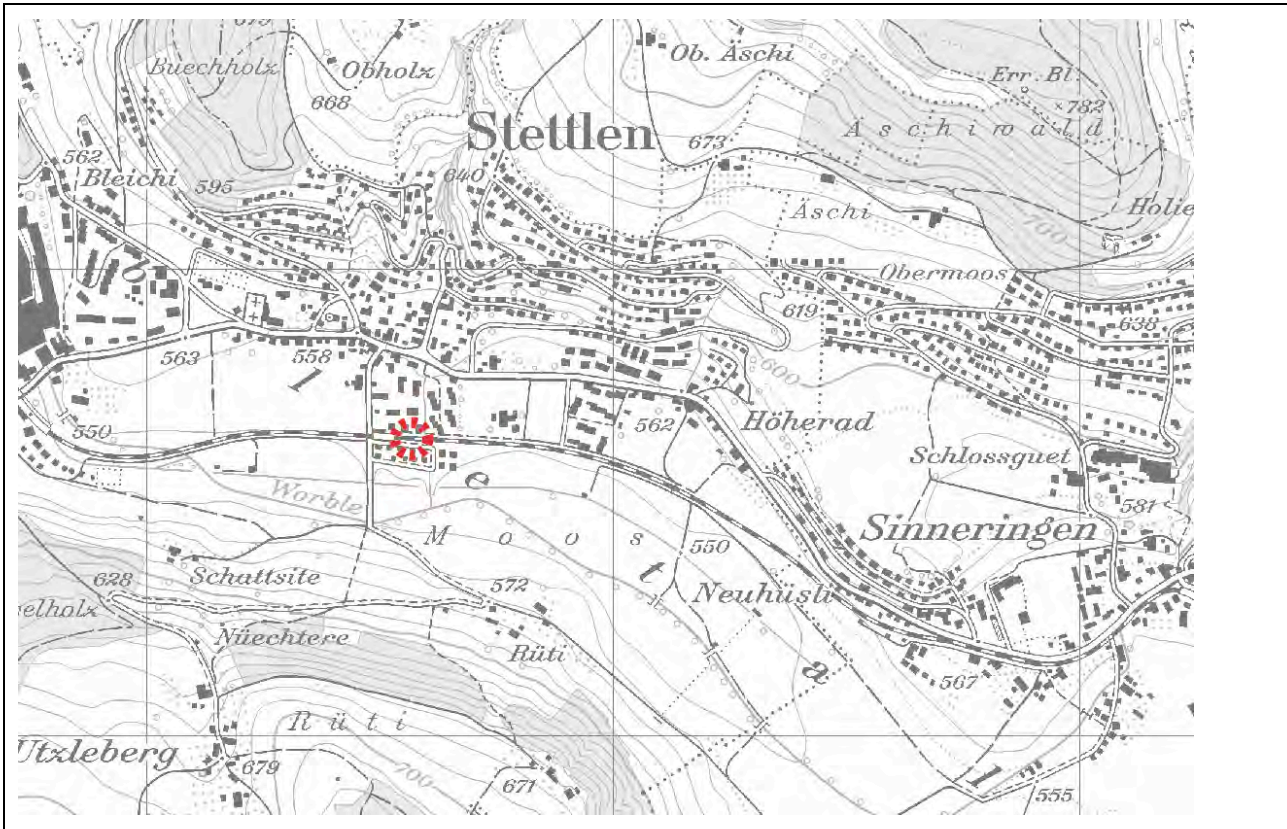 Buechholz
Obholz
668
Ob. Äschi
Err. Bl.
782
Äschiwald
Stettlen
673
562
Bleichi
595
640
Äschi
700
Obermoos
619
638
563
558
l
600
550
562
Höherad
Schlossguet
581
Worble
e
Moos
Sinneringen
550
t
Schattsite
628
572
Neuhüsli
Nüechtere
Rüti
a
567
Rüti
Utzleberg
679
700
671
l
555